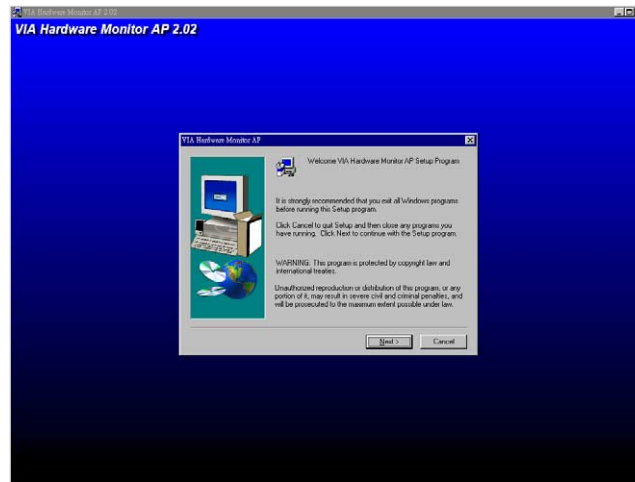 VIA Hardware Monitor AP 2.02
VIA Hardware Monitor AP 2.02
VIA Hardware Monitor AP
Welcome VIA Hardware Monitor AP Setup Program
It is strongly recommended that you exit all Windows programs
before running this Setup program.
Click Cancel to quit Setup and then close any programs you
have running. Click Next to continue with the Setup program.
WARNING: This program is protected by copyright law and
international treaties.
Unauthorized reproduction or distribution of this program, or any
portion of it, may result in severe civil and criminal penalties, and
will be prosecuted to the maximum extent possible under law.
Next >
Cancel